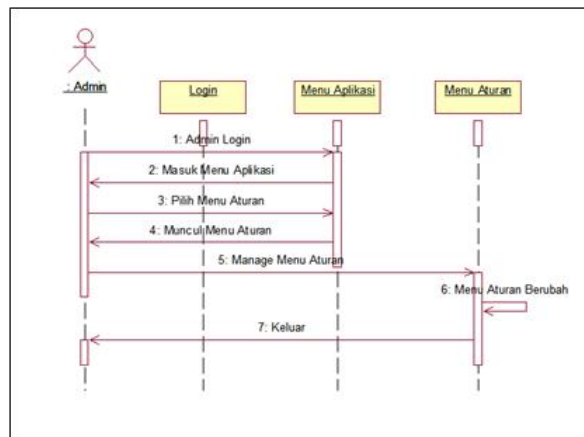 : Admin
Login
Menu Aplikasi
Menu Aturan
1: Admin Login
2: Masuk Menu Aplikasi
3: Pilih Menu Aturan
4: Muncul Menu Aturan
5: Manage Menu Aturan
6: Menu Aturan Berubah
7: Keluar